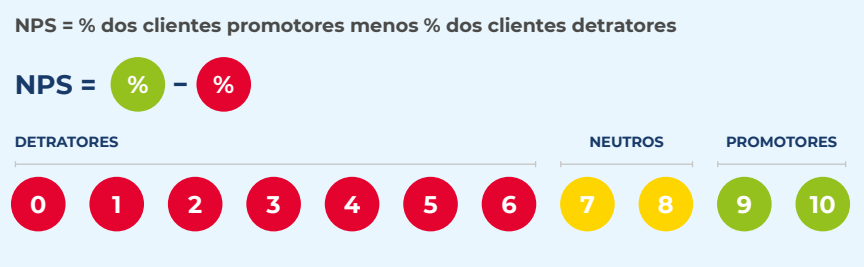 NPS = % dos clientes promotores menos % dos clientes detratores
NPS = % – %
DETRATORES NEUTROS PROMOTORES
0 1 2 3 4 5 6 7 8 9 10